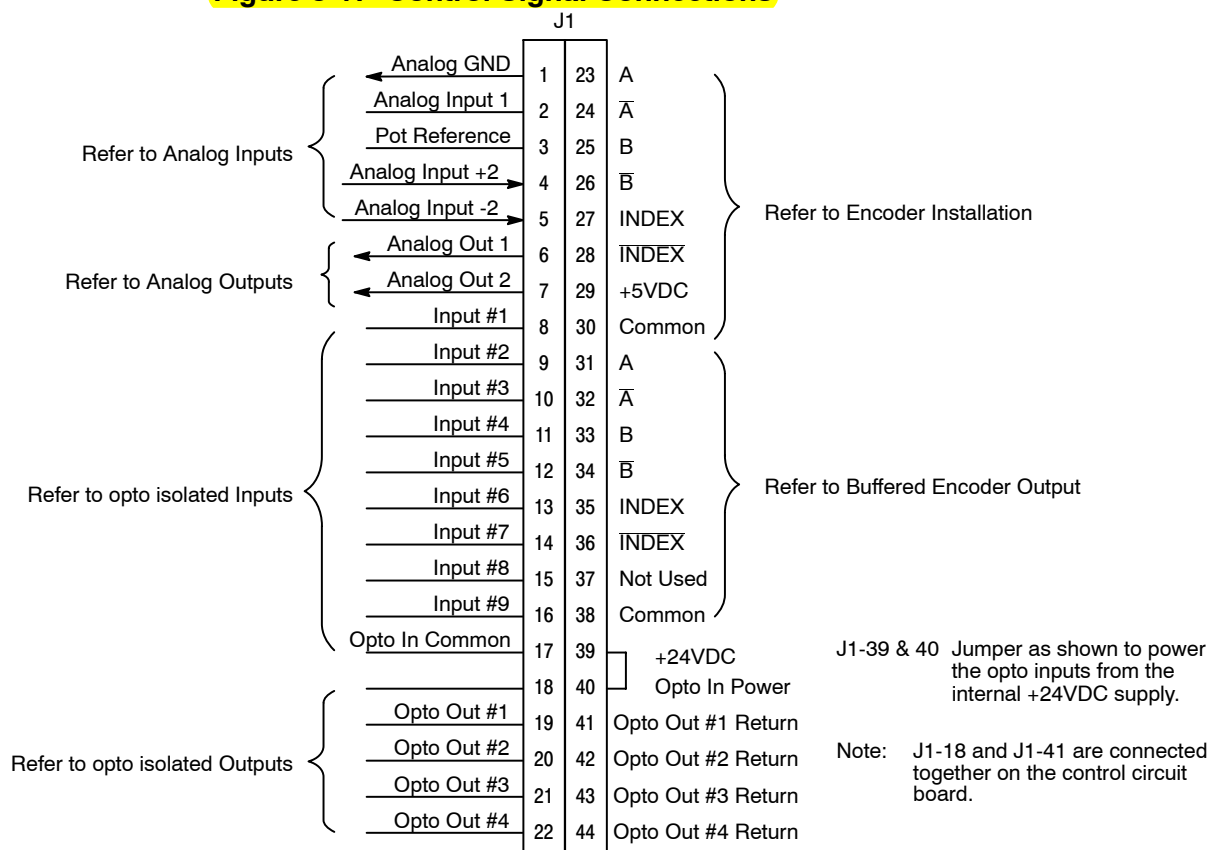 Figure Control Signal Connections
J1
Analog GND 1 23 A
Analog Input 1 2 24 A̅
Pot Reference 3 25 B
Refer to Analog Inputs
Analog Input +2 4 26 B̅
Analog Input -2 5 27 INDEX
Refer to Encoder Installation
Analog Out 1 6 28 I̅N̅D̅E̅X̅
Refer to Analog Outputs
Analog Out 2 7 29 +5VDC
Input #1 8 30 Common
Input #2 9 31 A
Input #3 10 32 A̅
Input #4 11 33 B
Input #5 12 34 B̅
Refer to opto isolated Inputs
Refer to Buffered Encoder Output
Input #6 13 35 INDEX
Input #7 14 36 I̅N̅D̅E̅X̅
Input #8 15 37 Not Used
Input #9 16 38 Common
Opto In Common 17 39 +24VDC
18 40 Opto In Power
J1-39 & 40 Jumper as shown to power
the opto inputs from the
internal +24VDC supply.
Opto Out #1 19 41 Opto Out #1 Return
Opto Out #2 20 42 Opto Out #2 Return
Refer to opto isolated Outputs
Opto Out #3 21 43 Opto Out #3 Return
Opto Out #4 22 44 Opto Out #4 Return
Note: J1-18 and J1-41 are connected
together on the control circuit
board.